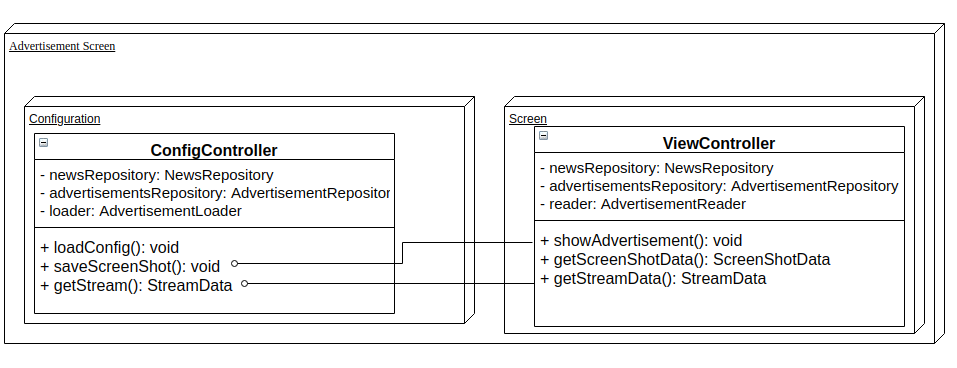 Advertisement Screen
Configuration
ConfigController
- newsRepository: NewsRepository
- advertisementsRepository: AdvertisementRepositor
- loader: AdvertisementLoader
+ loadConfig(): void
+ saveScreenShot(): void
+ getStream(): StreamData
Screen
ViewController
- newsRepository: NewsRepository
- advertisementsRepository: AdvertisementRepository
- reader: AdvertisementReader
+ showAdvertisement(): void
+ getScreenShotData(): ScreenShotData
+ getStreamData(): StreamData